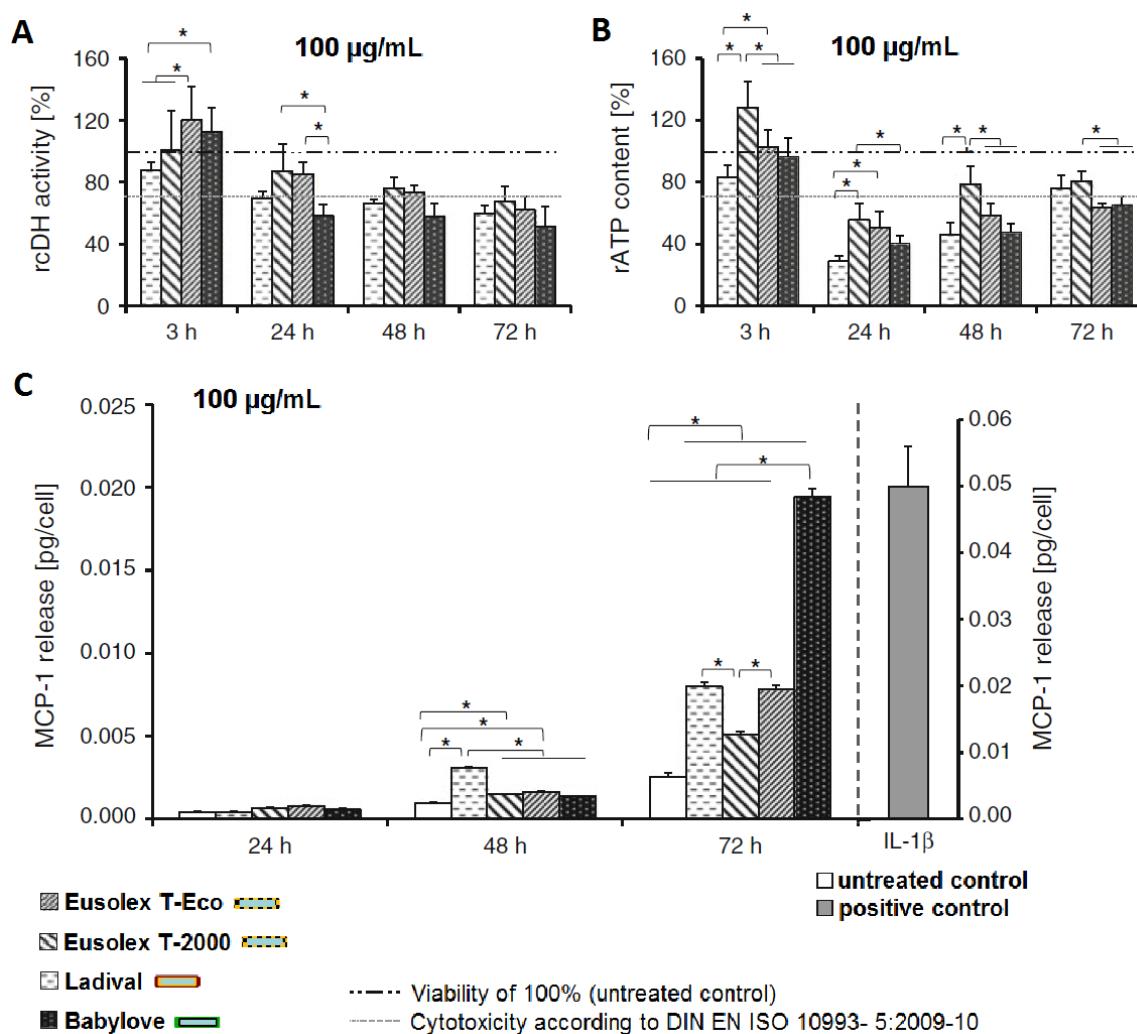 A
100 µg/mL
*
*
*
*
rcDH activity [%]
160
120
80
40
0
3 h 24 h 48 h 72 h
B
100 µg/mL
*
* *
*
* *
*
*
*
*
rATP content [%]
160
120
80
40
0
3 h 24 h 48 h 72 h
C
100 µg/mL
MCP-1 release [pg/cell]
0.025
0.020
0.015
0.010
0.005
0.000
*
*
* *
*
*
* *
24 h 48 h 72 h IL-1β
0.06
0.05
0.04
0.03
0.02
0.01
0.00
MCP-1 release [pg/cell]
Eusolex T-Eco
Eusolex T-2000
Ladival
Babylove
untreated control
positive control
Viability of 100% (untreated control)
Cytotoxicity according to DIN EN ISO 10993- 5:2009-10